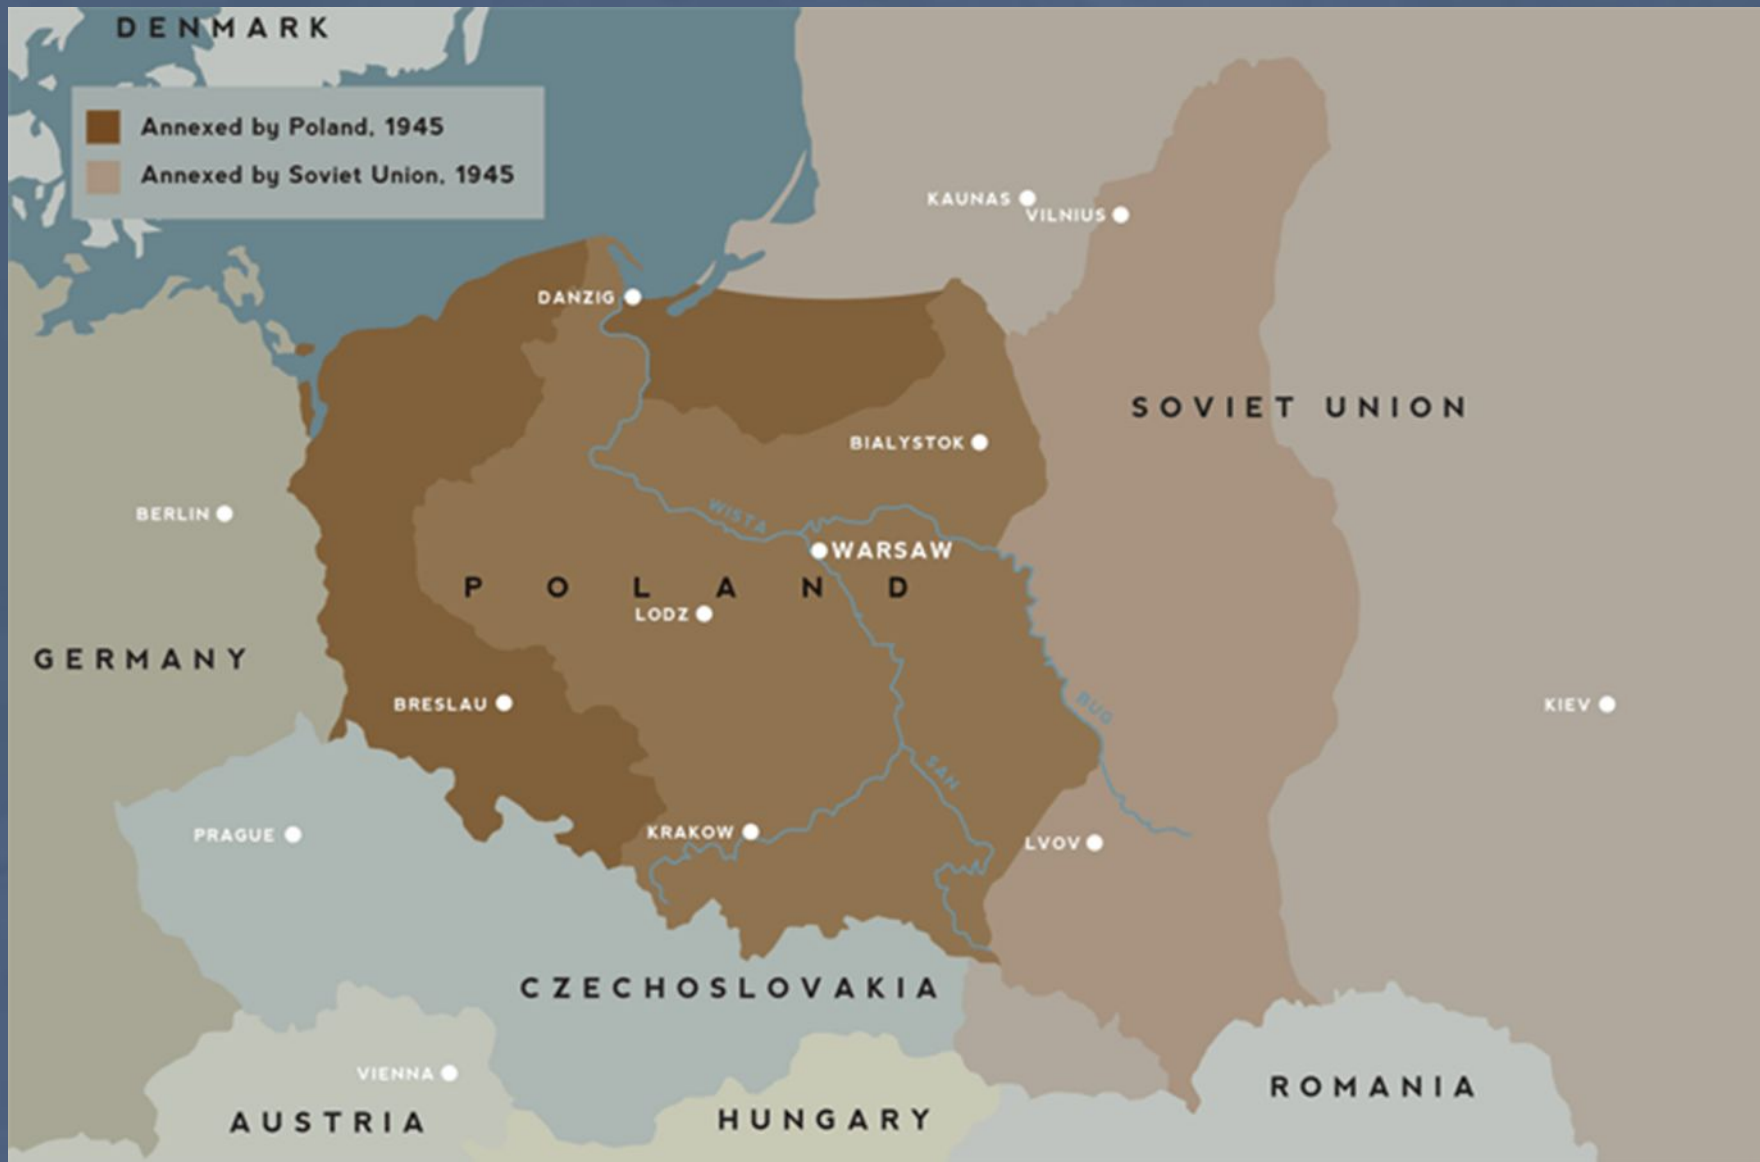 DENMARK
Annexed by Poland, 1945
Annexed by Soviet Union, 1945
KAUNAS
VILNIUS
DANZIG
SOVIET UNION
BIALYSTOK
BERLIN
WISTA
WARSAW
POLAND
LODZ
GERMANY
BRESLAU
BUG
KIEV
SAN
PRAGUE
KRAKOW
LVOV
CZECHOSLOVAKIA
VIENNA
ROMANIA
AUSTRIA
HUNGARY